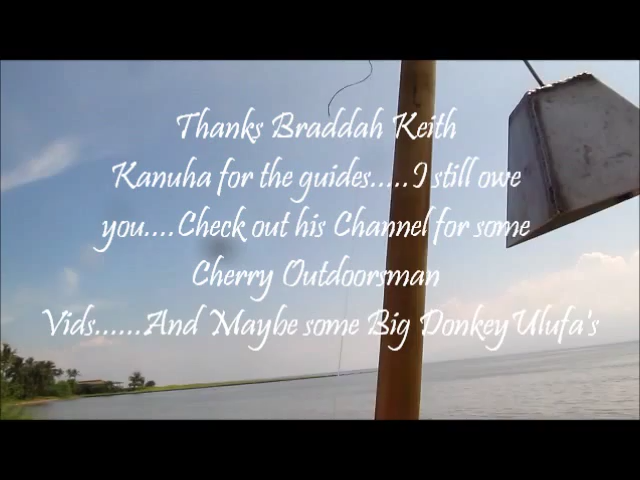 Thanks Braddah Keith
Kanuha for the guides.....I still owe
you....Check out his Channel for some
Cherry Outdoorsman
Vids......And Maybe some Big Donkey Ulufa's